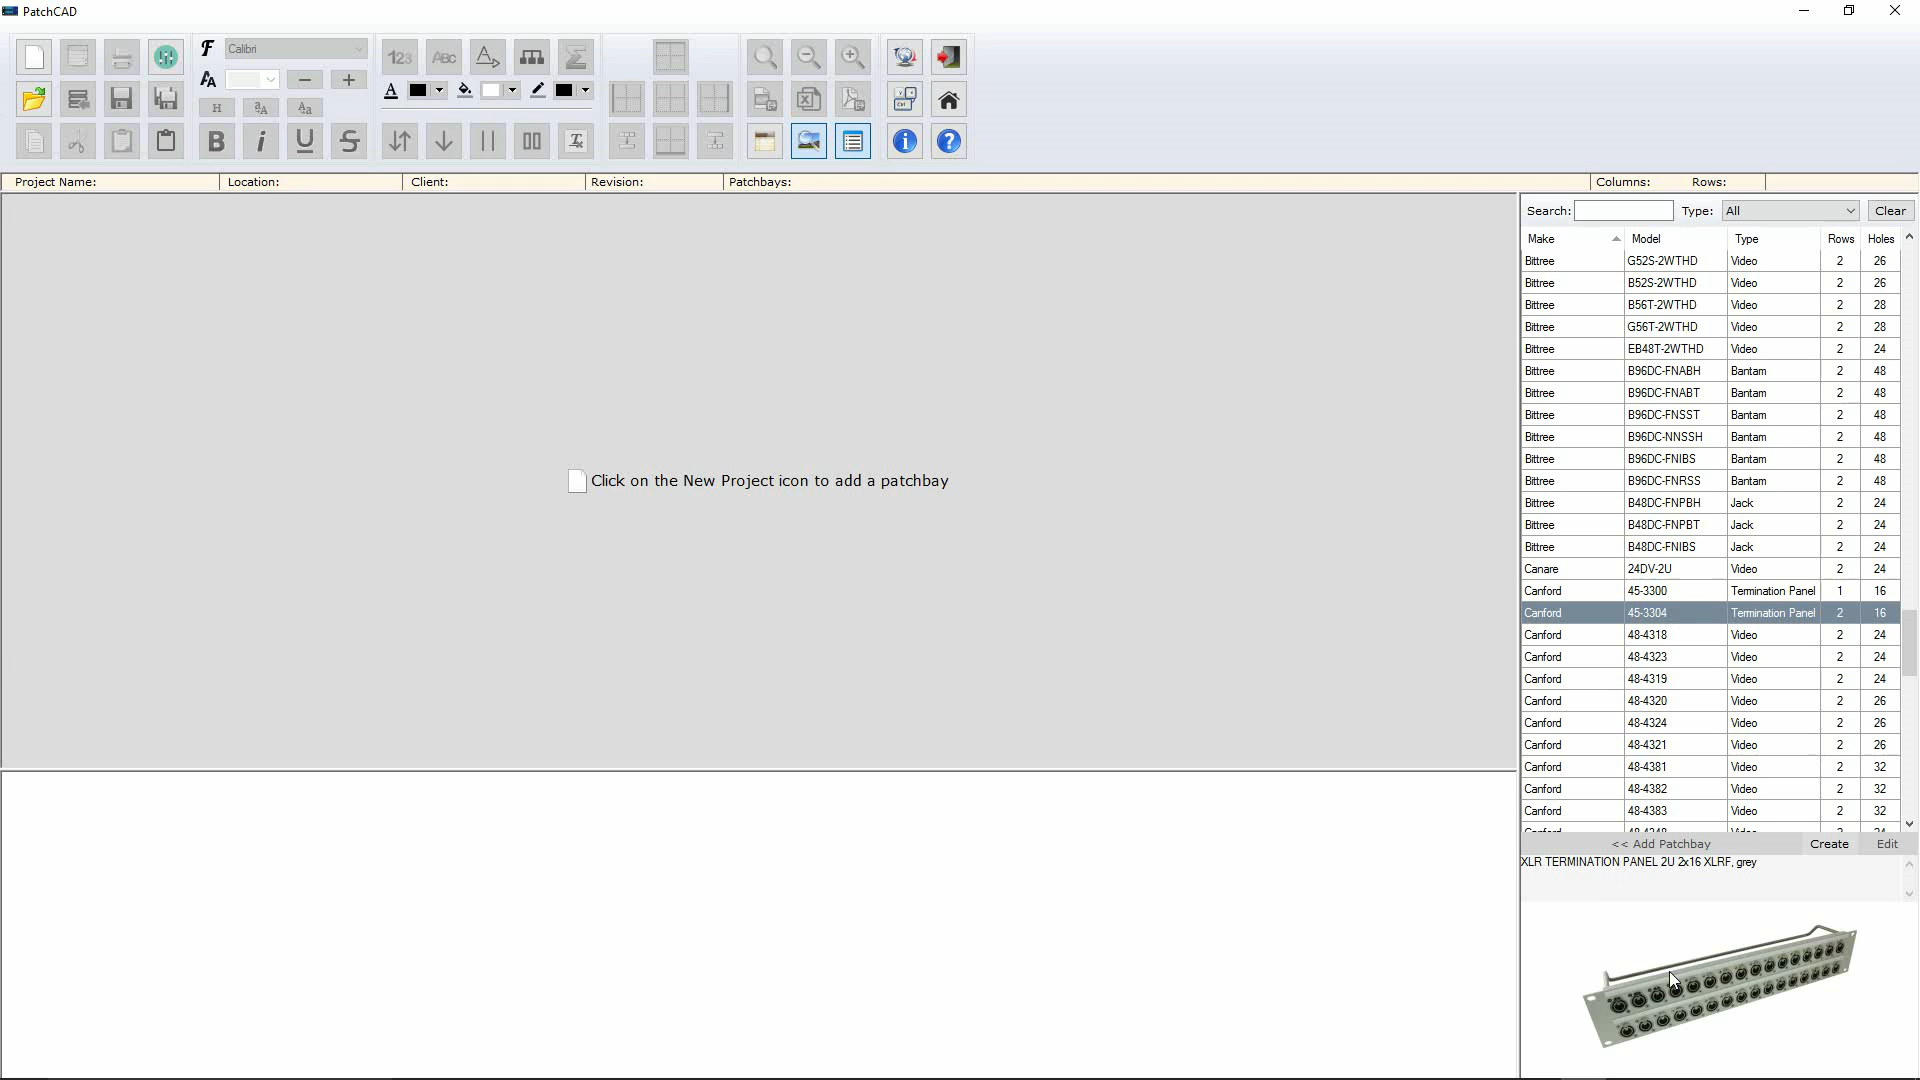 PatchCAD
Calibri
123
ABC
H
Project Name:
Location:
Client:
Revision:
Patchbays:
Columns:
Rows:
Search:
Type:
All
Clear
Make Model Type Rows Holes
Bittree G52S-2WTHD Video 2 26
Bittree B52S-2WTHD Video 2 26
Bittree B56T-2WTHD Video 2 28
Bittree G56T-2WTHD Video 2 28
Bittree EB48T-2WTHD Video 2 24
Bittree B96DC-FNABH Bantam 2 48
Bittree B96DC-FNABT Bantam 2 48
Bittree B96DC-FNSST Bantam 2 48
Bittree B96DC-NNSSH Bantam 2 48
Bittree B96DC-FNIBS Bantam 2 48
Bittree B96DC-FNRSS Bantam 2 48
Bittree B48DC-FNPBH Jack 2 24
Bittree B48DC-FNPBT Jack 2 24
Bittree B48DC-FNIBS Jack 2 24
Canare 24DV-2U Video 2 24
Canford 45-3300 Termination Panel 1 16
Canford 45-3304 Termination Panel 2 16
Canford 48-4318 Video 2 24
Canford 48-4323 Video 2 24
Canford 48-4319 Video 2 24
Canford 48-4320 Video 2 26
Canford 48-4324 Video 2 26
Canford 48-4321 Video 2 26
Canford 48-4381 Video 2 32
Canford 48-4382 Video 2 32
Canford 48-4383 Video 2 32
Click on the New Project icon to add a patchbay
<< Add Patchbay
Create
Edit
XLR TERMINATION PANEL 2U 2x16 XLRF, grey